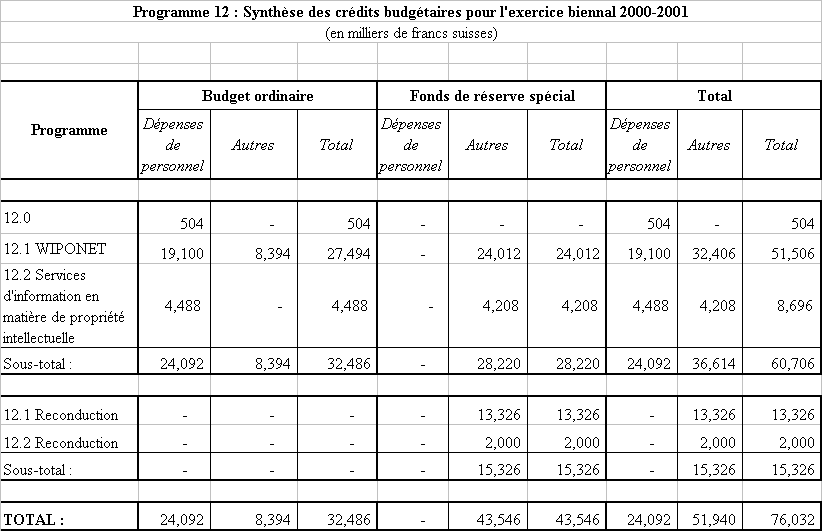 Programme 12 : Synthèse des crédits budgétaires pour l'exercice biennal 2000-2001
(en milliers de francs suisses)
Programme Budget ordinaire Fonds de réserve spécial Total
Dépenses de personnel Autres Total Dépenses de personnel Autres Total Dépenses de personnel Autres Total
12.0 504 - 504 - - - 504 - 504
12.1 WIPONET 19,100 8,394 27,494 - 24,012 24,012 19,100 32,406 51,506
12.2 Services
d'information en
matière de propriété
intellectuelle 4,488 - 4,488 - 4,208 4,208 4,488 4,208 8,696
Sous-total : 24,092 8,394 32,486 - 28,220 28,220 24,092 36,614 60,706
12.1 Reconduction - - - - 13,326 13,326 - 13,326 13,326
12.2 Reconduction - - - - 2,000 2,000 - 2,000 2,000
Sous-total : - - - - 15,326 15,326 - 15,326 15,326
TOTAL : 24,092 8,394 32,486 - 43,546 43,546 24,092 51,940 76,032